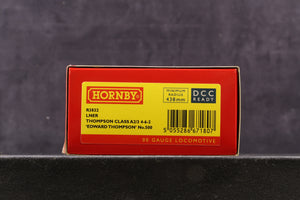 HORNBY
MINIMUM
RADIUS
438mm
DCC
READY
R3832
LNER
THOMPSON CLASS A2/3 4-6-2
'EDWARD THOMPSON' No.500
5 055286 671807
00 GAUGE LOCOMOTIVE